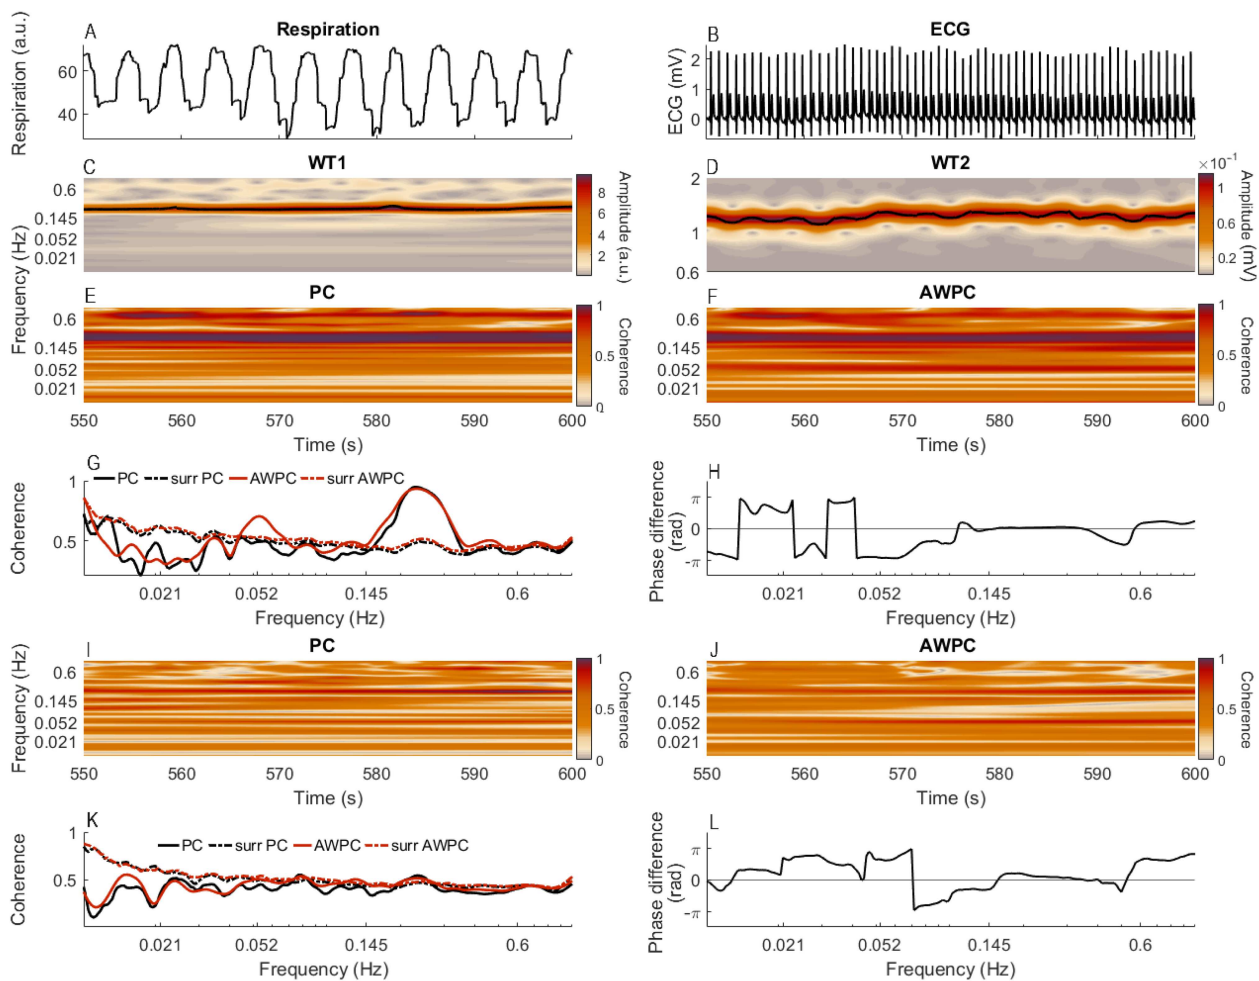 A Respiration
Respiration (a.u.)
60
40
B ECG
ECG (mV)
2
1
0
C WT1
0.6
0.145
0.052
0.021
8
6
4
2
Amplitude (a.u.)
D WT2
2
1
0.6
×10⁻¹
1
0.6
0.2
Amplitude (mV)
Frequency (Hz)
E PC
0.6
0.145
0.052
0.021
550 560 570 580 590 600
Time (s)
1
0.5
0
Coherence
F AWPC
0.6
0.145
0.052
0.021
550 560 570 580 590 600
Time (s)
1
0.5
0
Coherence
G
PC surr PC AWPC surr AWPC
Coherence
1
0.5
0.021 0.052 0.145 0.6
Frequency (Hz)
H
Phase difference
(rad)
π
0
-π
0.021 0.052 0.145 0.6
Frequency (Hz)
I PC
Frequency (Hz)
0.6
0.145
0.052
0.021
550 560 570 580 590 600
Time (s)
1
0.5
0
Coherence
J AWPC
0.6
0.145
0.052
0.021
550 560 570 580 590 600
Time (s)
1
0.5
0
Coherence
K
PC surr PC AWPC surr AWPC
Coherence
1
0.5
0.021 0.052 0.145 0.6
Frequency (Hz)
L
Phase difference
(rad)
π
0
-π
0.021 0.052 0.145 0.6
Frequency (Hz)